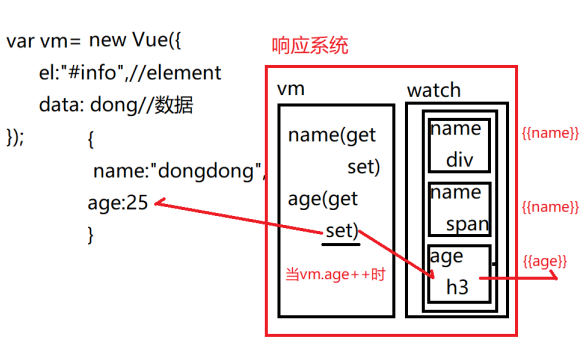 var vm= new Vue({
el:"#info",//element
data: dong//数据
});
{
name:"dongdong",
age:25
}
响应系统
vm
name(get
set)
age(get
set)
当vm.age++时
watch
name
div
name
span
age
h3
{{name}}
{{name}}
{{age}}